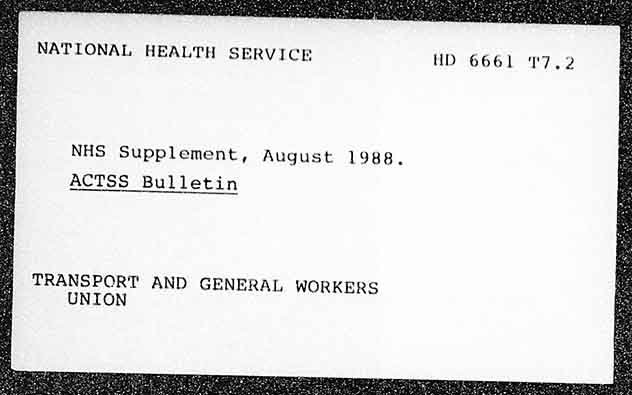 NATIONAL HEALTH SERVICE HD 6661 T7.2
NHS Supplement, August 1988.
ACTSS Bulletin
TRANSPORT AND GENERAL WORKERS
UNION